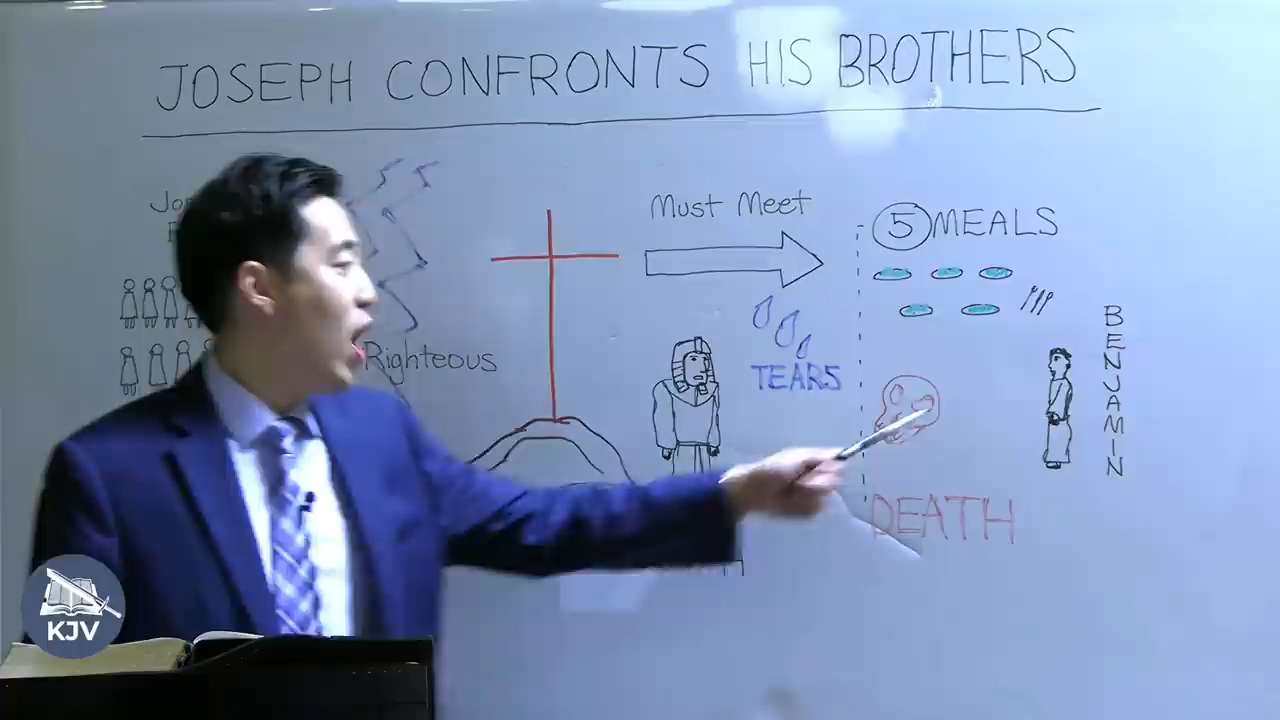 JOSEPH CONFRONTS HIS BROTHERS
Must Meet
5 MEALS
Righteous
TEARS
BENJAMIN
DEATH
KJV